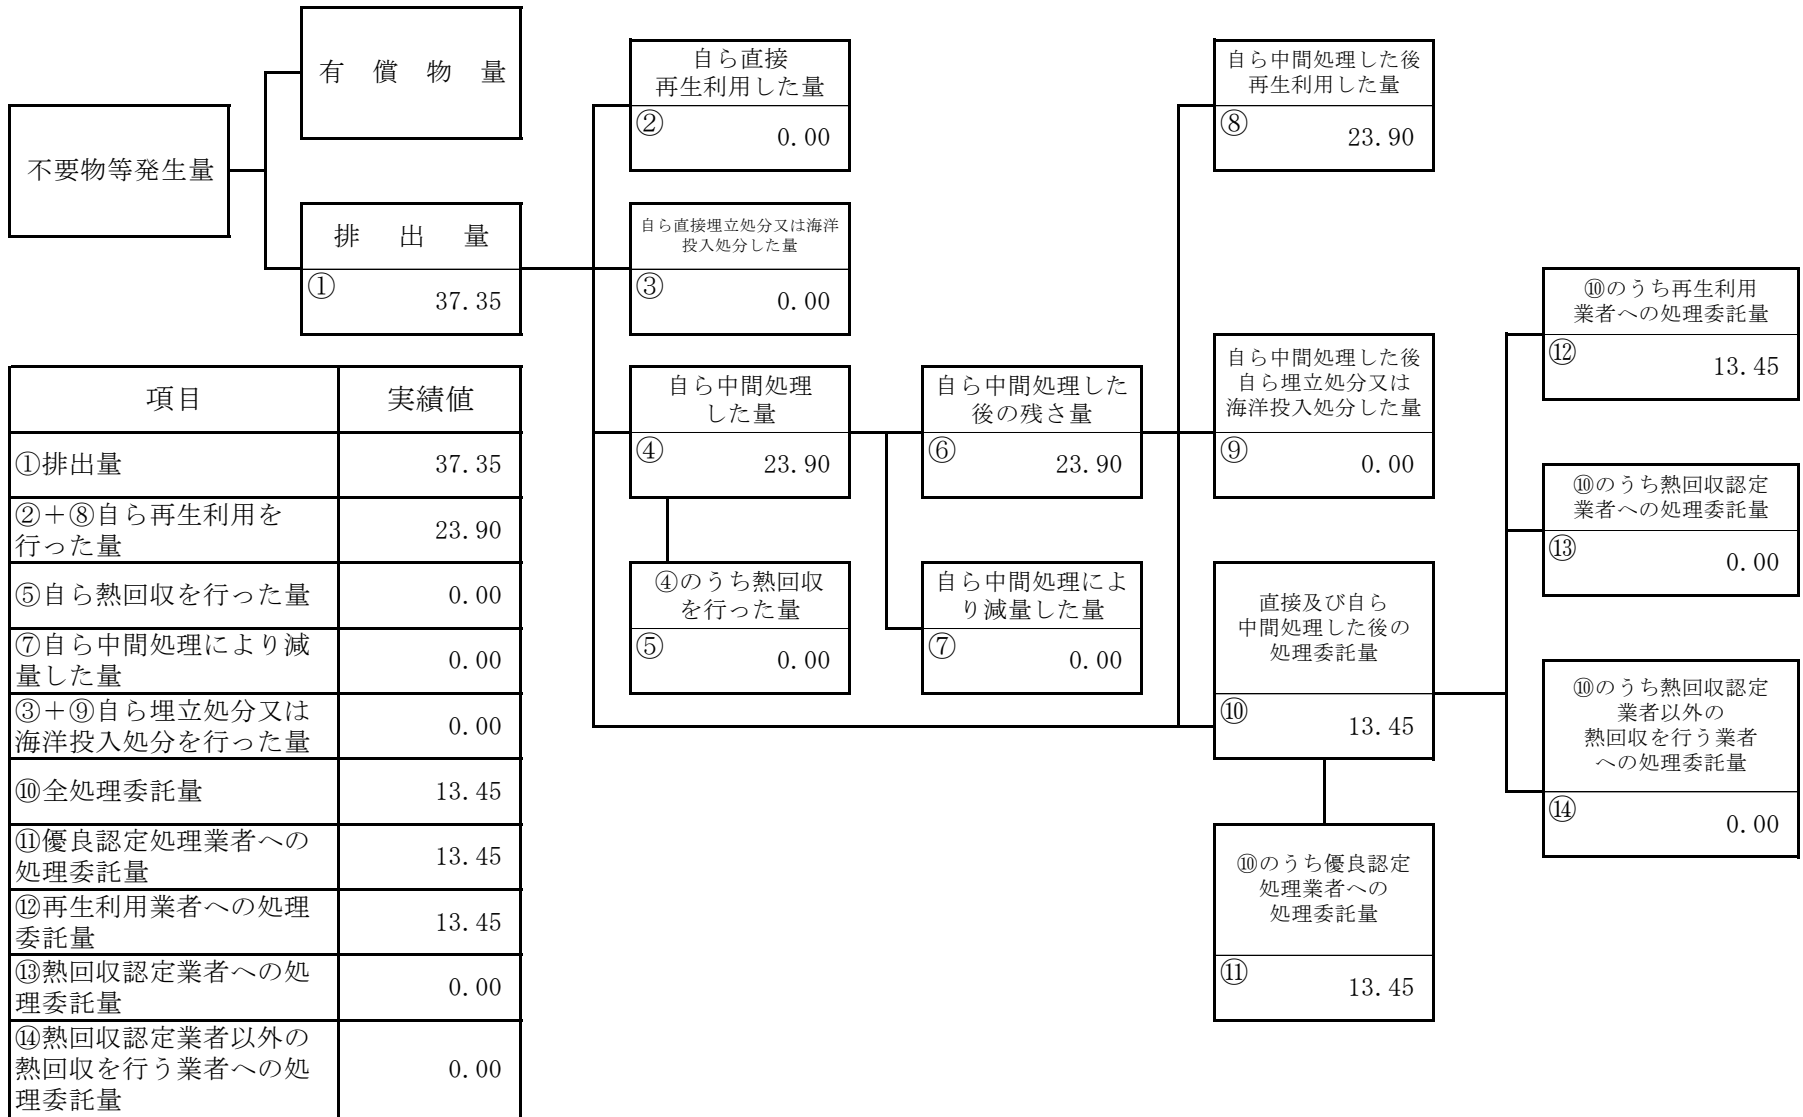 有　償　物　量
不要物等発生量
排　出　量
① 37.35
自ら直接
再生利用した量
② 0.00
自ら直接埋立処分又は海洋
投入処分した量
③ 0.00
自ら中間処理
した量
④ 23.90
④のうち熱回収
を行った量
⑤ 0.00
自ら中間処理した
後の残さ量
⑥ 23.90
自ら中間処理によ
り減量した量
⑦ 0.00
自ら中間処理した後
再生利用した量
⑧ 23.90
自ら中間処理した後
自ら埋立処分又は
海洋投入処分した量
⑨ 0.00
直接及び自ら
中間処理した後の
処理委託量
⑩ 13.45
⑩のうち優良認定
処理業者への
処理委託量
⑪ 13.45
⑩のうち再生利用
業者への処理委託量
⑫ 13.45
⑩のうち熱回収認定
業者への処理委託量
⑬ 0.00
⑩のうち熱回収認定
業者以外の
熱回収を行う業者
への処理委託量
⑭ 0.00
項目 実績値
①排出量 37.35
②＋⑧自ら再生利用を
行った量 23.90
⑤自ら熱回収を行った量 0.00
⑦自ら中間処理により減
量した量 0.00
③＋⑨自ら埋立処分又は
海洋投入処分を行った量 0.00
⑩全処理委託量 13.45
⑪優良認定処理業者への
処理委託量 13.45
⑫再生利用業者への処理
委託量 13.45
⑬熱回収認定業者への処
理委託量 0.00
⑭熱回収認定業者以外の
熱回収を行う業者への処
理委託量 0.00